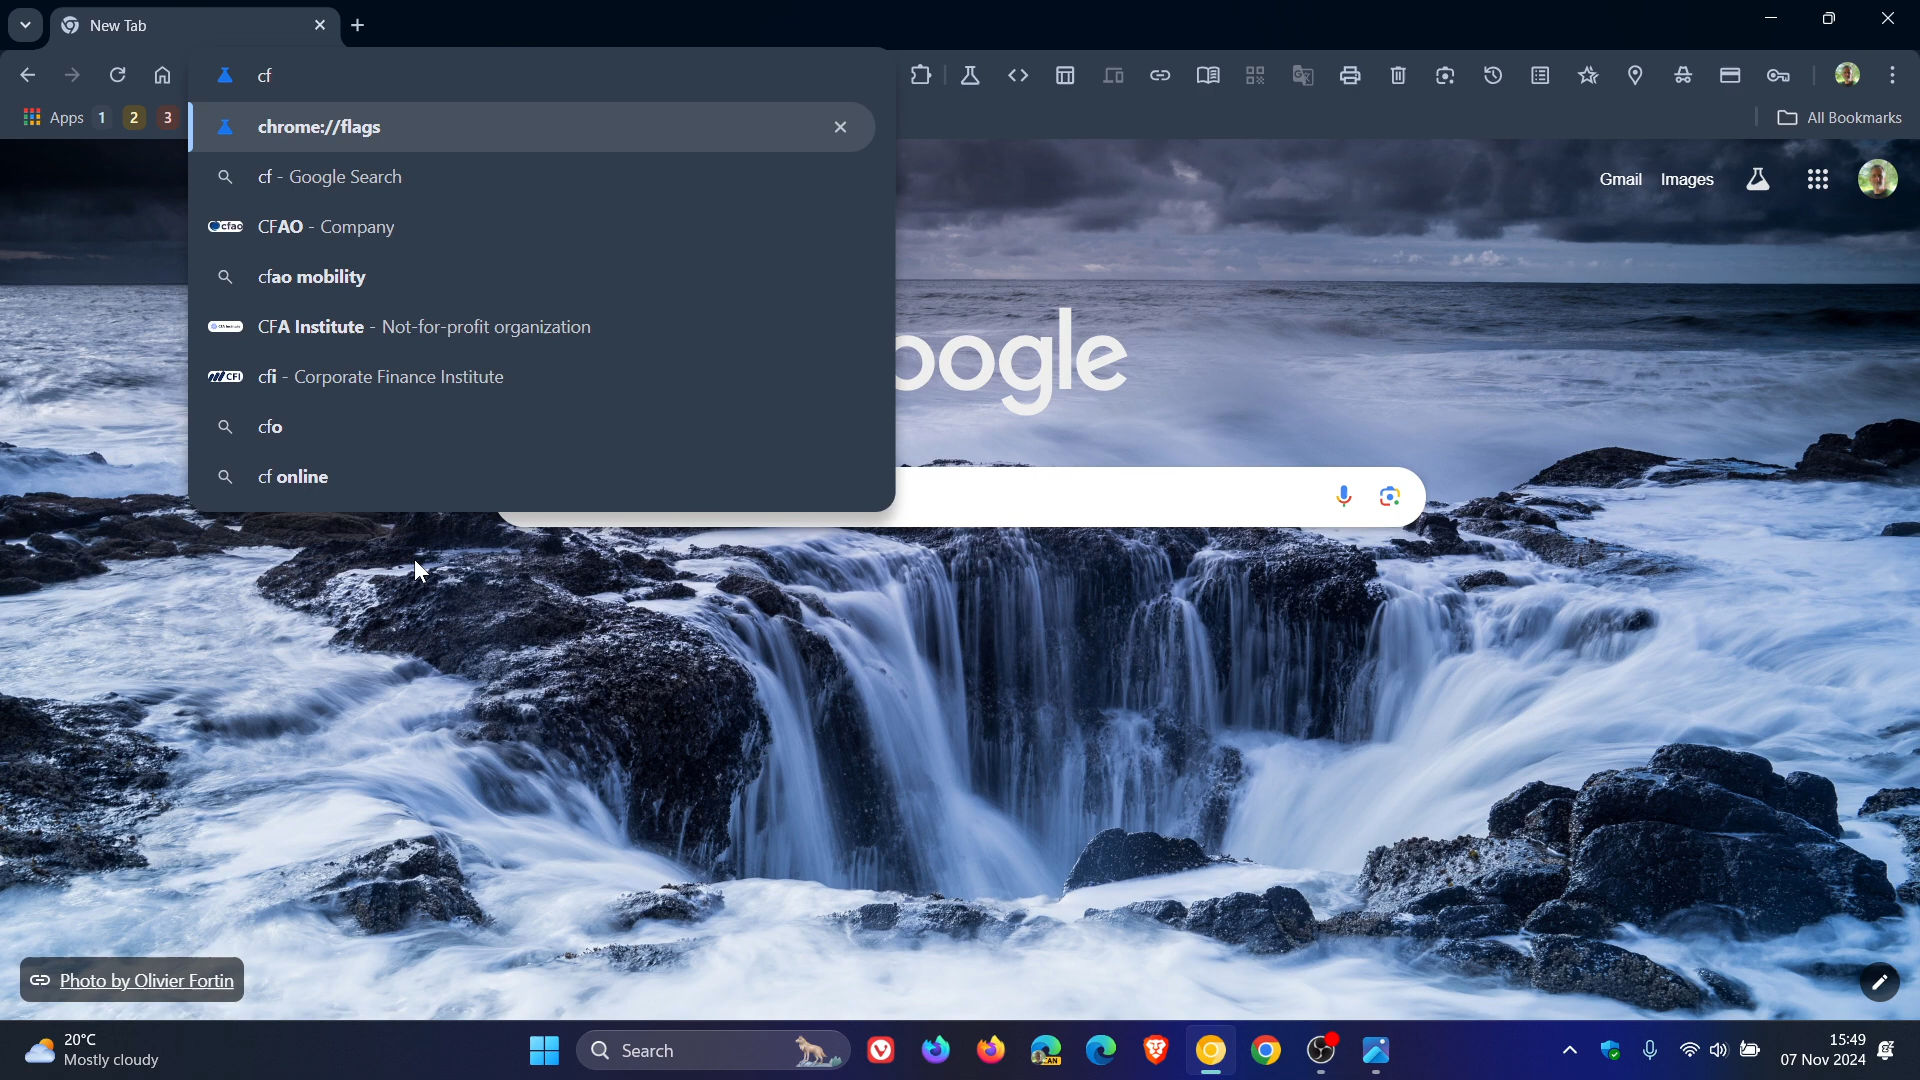 New Tab
cf
Apps 1 2 3
All Bookmarks
chrome://flags
cf - Google Search
CFAO - Company
cfao mobility
CFA Institute - Not-for-profit organization
cfi - Corporate Finance Institute
cfo
cf online
Gmail Images
oogle
Photo by Olivier Fortin
20°C
Mostly cloudy
Search
CAN
15:49
07 Nov 2024